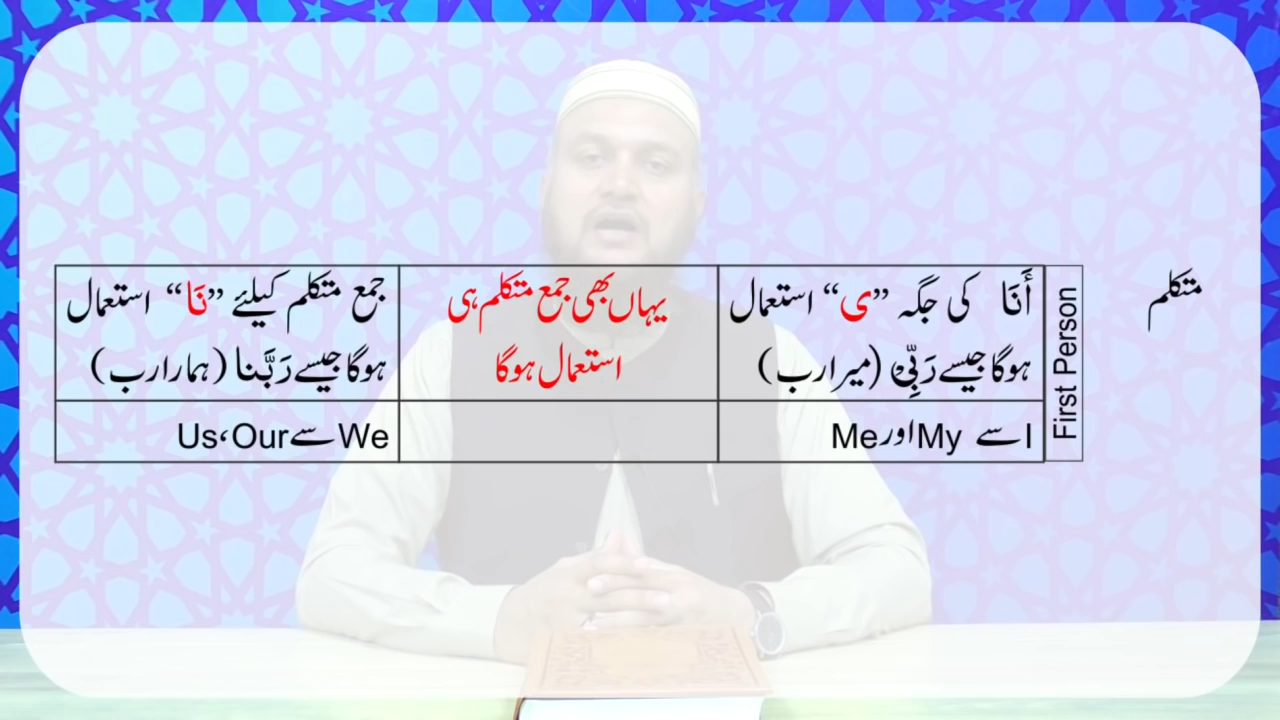 متکلم
First Person
أَنَا کی جگہ ”ی“ استعمال
ہوگا جیسے رَبِّیْ (میرا رب)
I سے My اور Me
یہاں بھی جمع متکلم ہی
استعمال ہوگا
جمع متکلم کیلئے ”نَا“ استعمال
ہوگا جیسے رَبَّنا (ہمارا رب)
We سے Our، Us